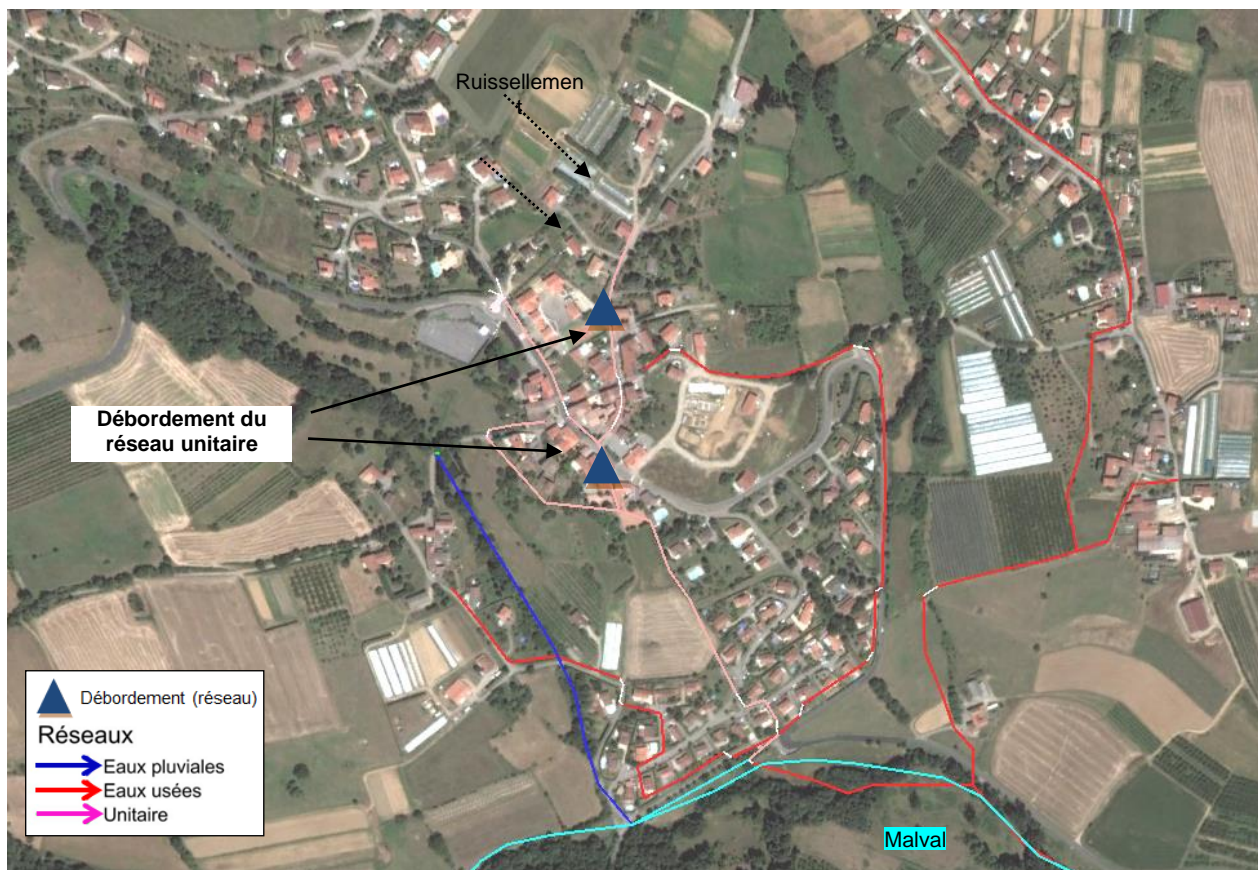 Ruissellemen
t
Débordement du
réseau unitaire
Débordement (réseau)
Réseaux
Eaux pluviales
Eaux usées
Unitaire
Malval